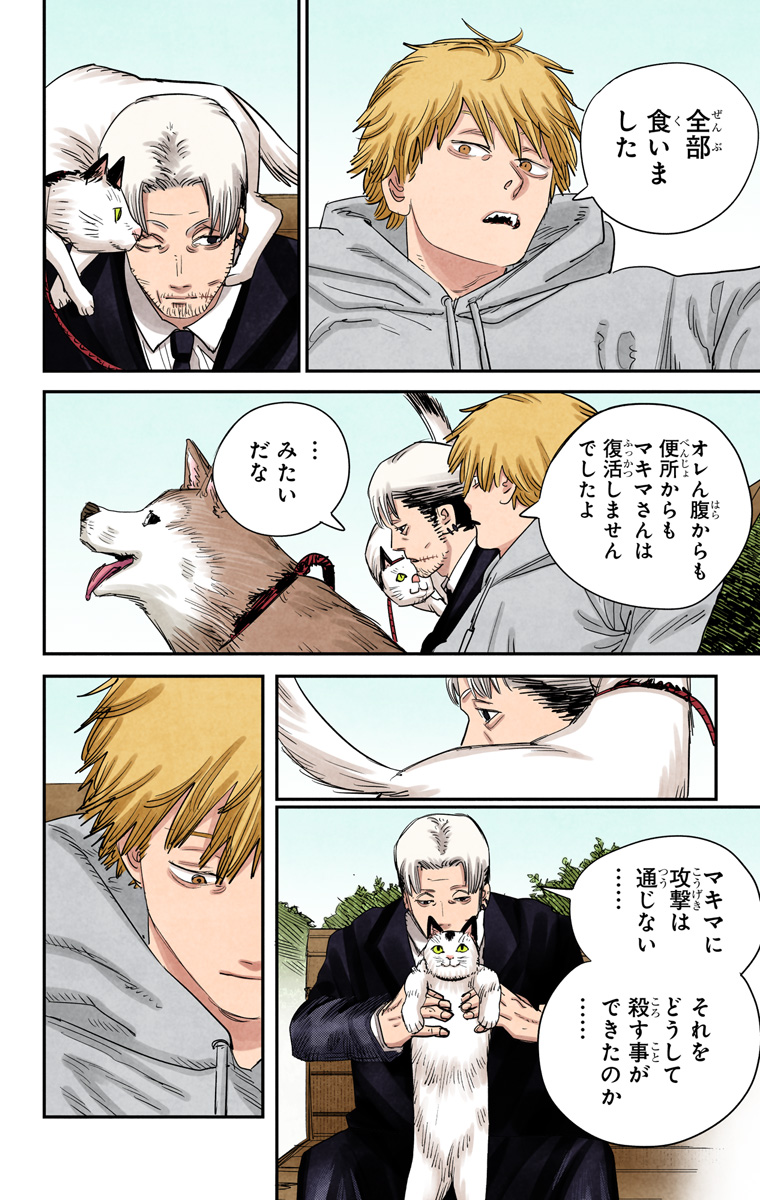 全部
食いま
した
オレん腹からも
便所からも
マキマさんは
復活しません
でしたよ
…
みたい
だな
マキマに
攻撃は
通じない
……
それを
どうして
殺す事が
できたのか
……